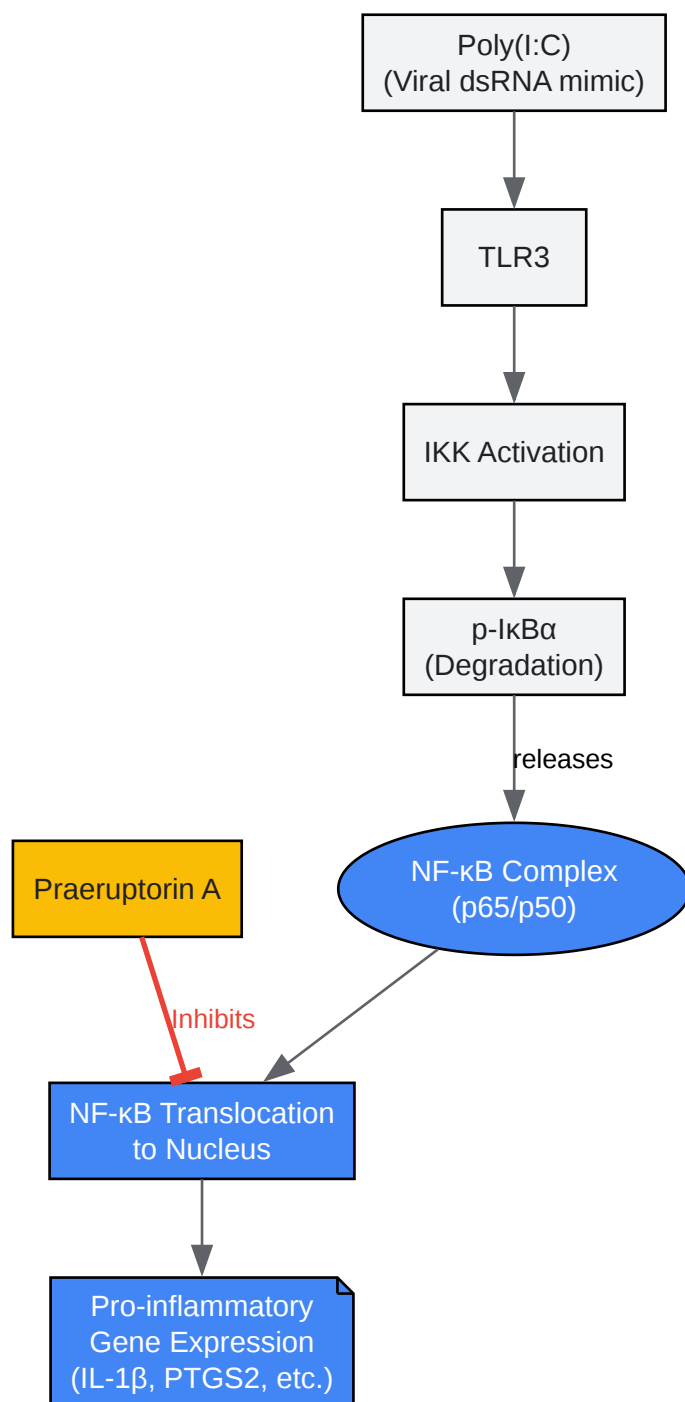 Poly(I:C)
(Viral dsRNA mimic)
TLR3
IKK Activation
p-IκBα
(Degradation)
releases
NF-κB Complex
(p65/p50)
Praeruptorin A
Inhibits
NF-κB Translocation
to Nucleus
Pro-inflammatory
Gene Expression
(IL-1β, PTGS2, etc.)